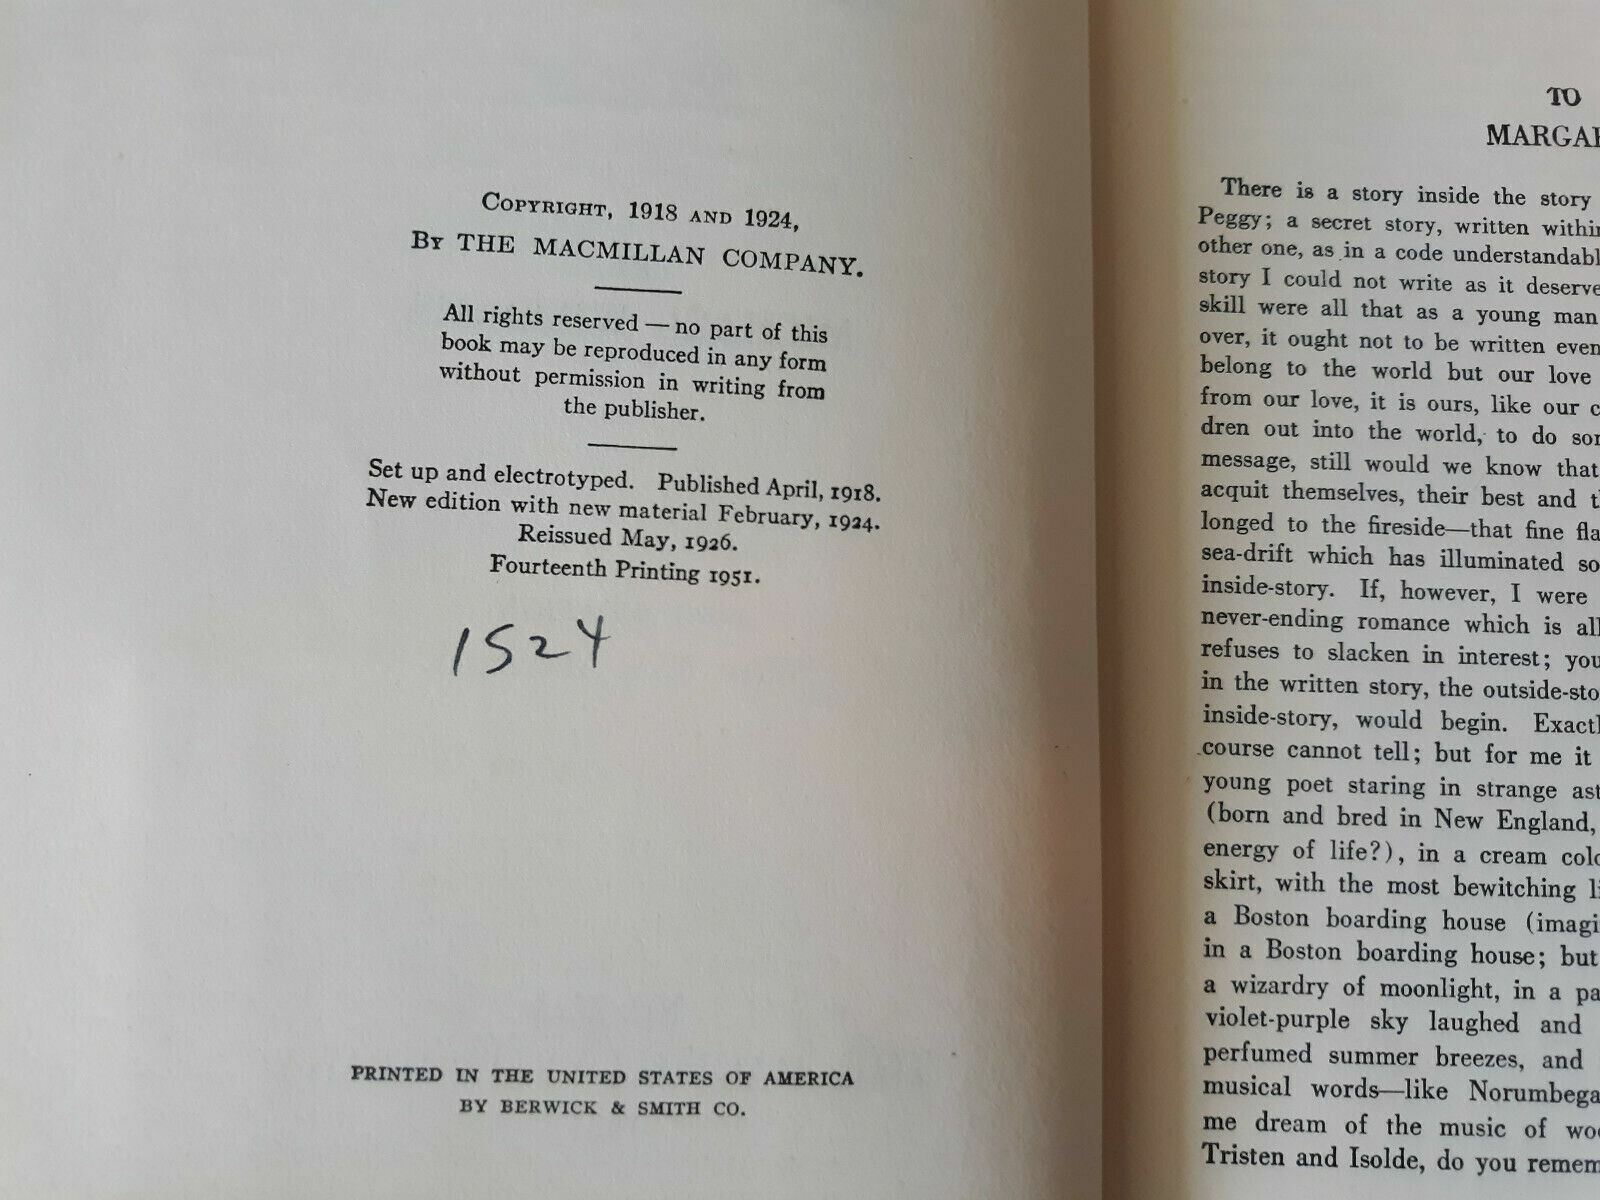 COPYRIGHT, 1918 AND 1924,
BY THE MACMILLAN COMPANY.
All rights reserved — no part of this
book may be reproduced in any form
without permission in writing from
the publisher.
Set up and electrotyped. Published April, 1918.
New edition with new material February, 1924.
Reissued May, 1926.
Fourteenth Printing 1951.
1524
PRINTED IN THE UNITED STATES OF AMERICA
BY BERWICK & SMITH CO.
TO
There is a story inside the story
Peggy; a secret story, written
other one, as in a code
story I could not write as it
skill were all that as a young man
over, it ought not to be written even
belong to the world but our love
from our love, it is ours, like our
dren out into the world, to do
message, still would we know that
acquit themselves, their best and
longed to the fireside—that fine
sea-drift which has illuminated
inside-story. If, however, I were
never-ending romance which is
refuses to slacken in interest;
in the written story, the
inside-story, would begin.
course cannot tell; but for me it
young poet staring in strange
(born and bred in New England,
energy of life?), in a cream
skirt, with the most bewitching
a Boston boarding house
in a Boston boarding house; but
a wizardry of moonlight, in a
violet-purple sky laughed and
perfumed summer breezes, and
musical words—like Norumbega
me dream of the music of
Tristen and Isolde, do you